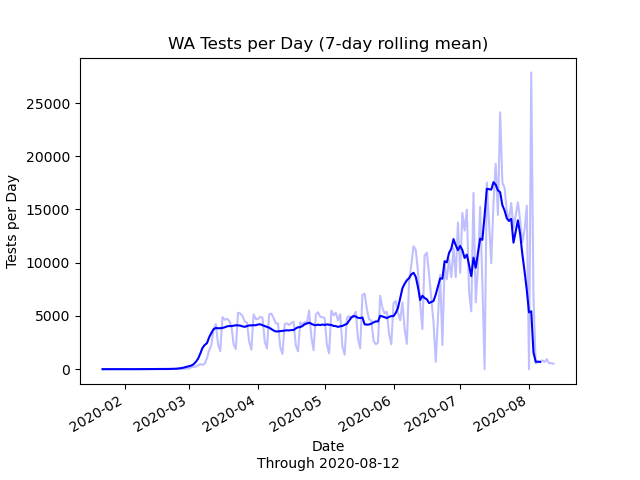 WA Tests per Day (7-day rolling mean)
Tests per Day
25000
20000
15000
10000
5000
0
2020-02 2020-03 2020-04 2020-05 2020-06 2020-07 2020-08
Date
Through 2020-08-12